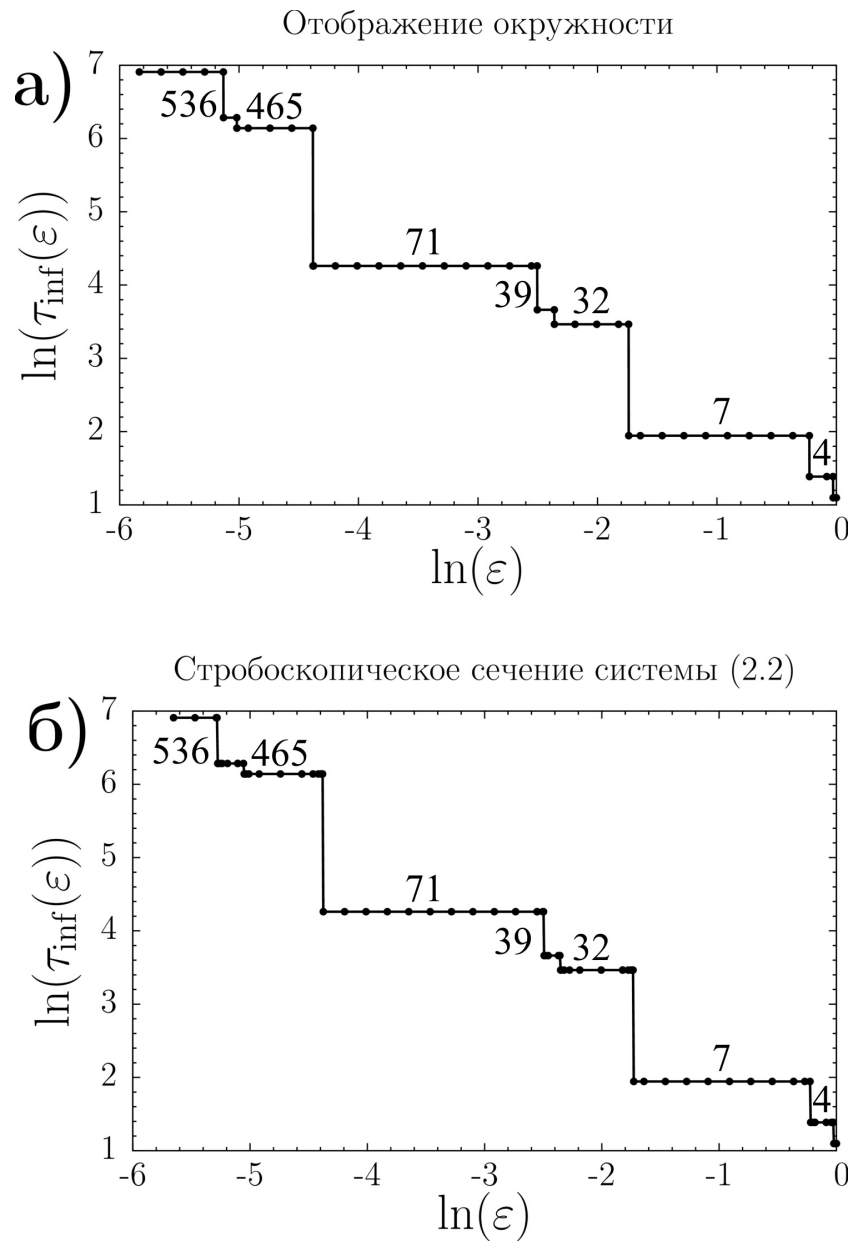 Отображение окружности
а)
7
6
5
4
3
2
1
ln(τinf(ε))
536 465
71
39 32
7
4
-6 -5 -4 -3 -2 -1 0
ln(ε)
Стробоскопическое сечение системы (2.2)
б)
7
6
5
4
3
2
1
ln(τinf(ε))
536 465
71
39 32
7
4
-6 -5 -4 -3 -2 -1 0
ln(ε)